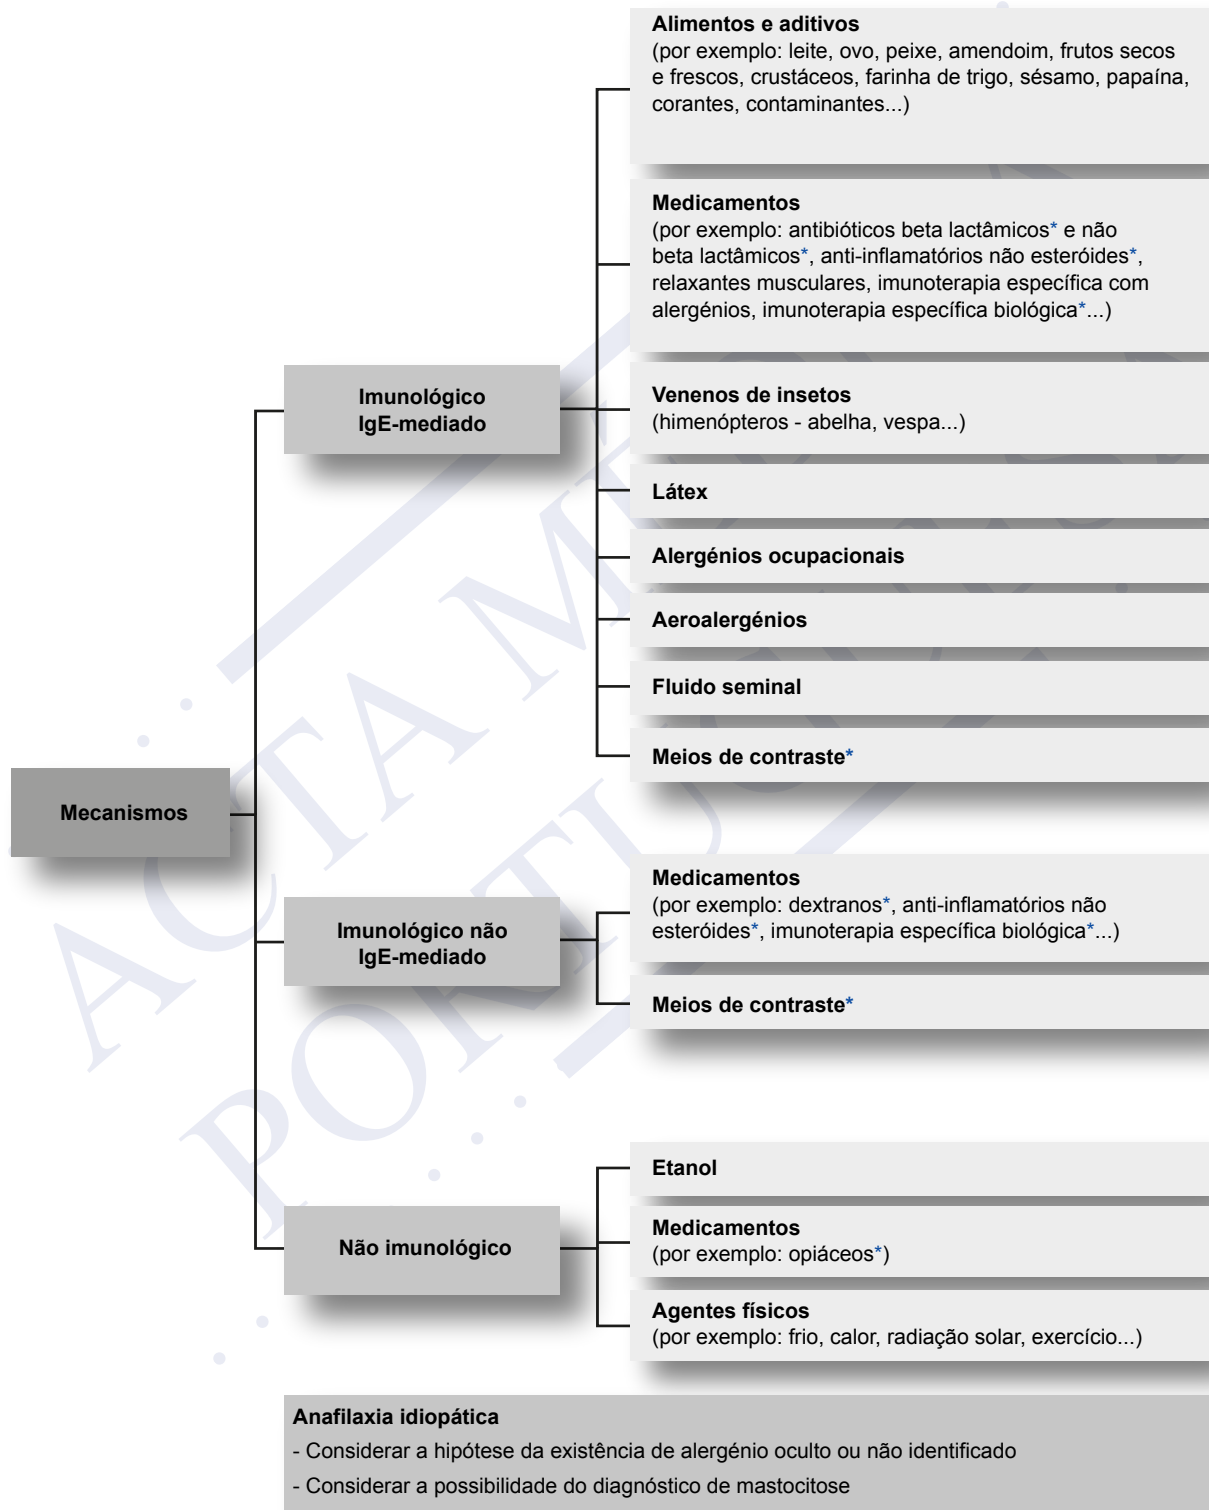 Alimentos e aditivos
(por exemplo: leite, ovo, peixe, amendoim, frutos secos
e frescos, crustáceos, farinha de trigo, sésamo, papaína,
corantes, contaminantes...)
Medicamentos
(por exemplo: antibióticos beta lactâmicos* e não
beta lactâmicos*, anti-inflamatórios não esteróides*,
relaxantes musculares, imunoterapia específica com
alergénios, imunoterapia específica biológica*...)
Imunológico
IgE-mediado
Venenos de insetos
(himenópteros - abelha, vespa...)
Látex
Alergénios ocupacionais
Aeroalergénios
Fluido seminal
Meios de contraste*
Mecanismos
Imunológico não
IgE-mediado
Medicamentos
(por exemplo: dextranos*, anti-inflamatórios não
esteróides*, imunoterapia específica biológica*...)
Meios de contraste*
Não imunológico
Etanol
Medicamentos
(por exemplo: opiáceos*)
Agentes físicos
(por exemplo: frio, calor, radiação solar, exercício...)
Anafilaxia idiopática
- Considerar a hipótese da existência de alergénio oculto ou não identificado
- Considerar a possibilidade do diagnóstico de mastocitose